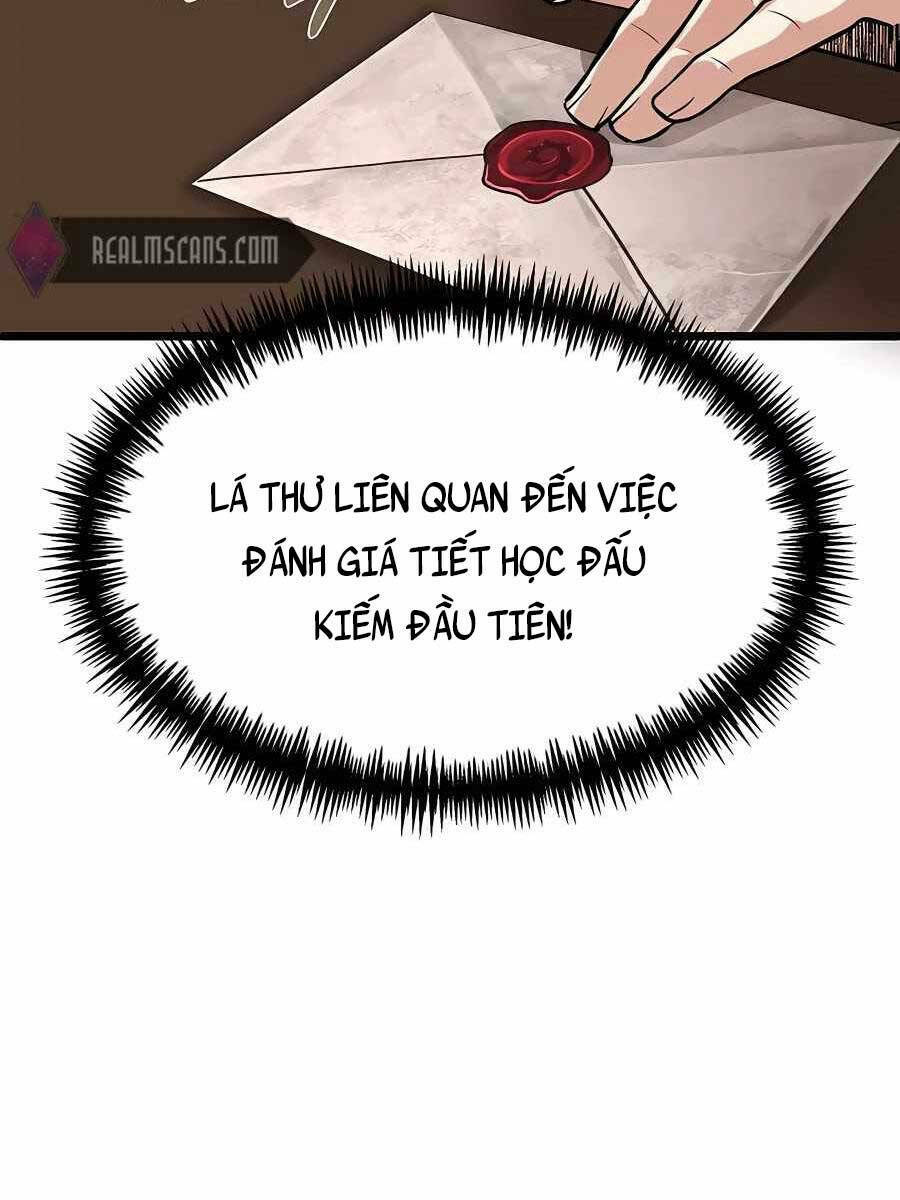 REALMSCANS.COM
LÁ THƯ LIÊN QUAN ĐẾN VIỆC
ĐÁNH GIÁ TIẾT HỌC ĐẤU
KIẾM ĐẦU TIÊN!